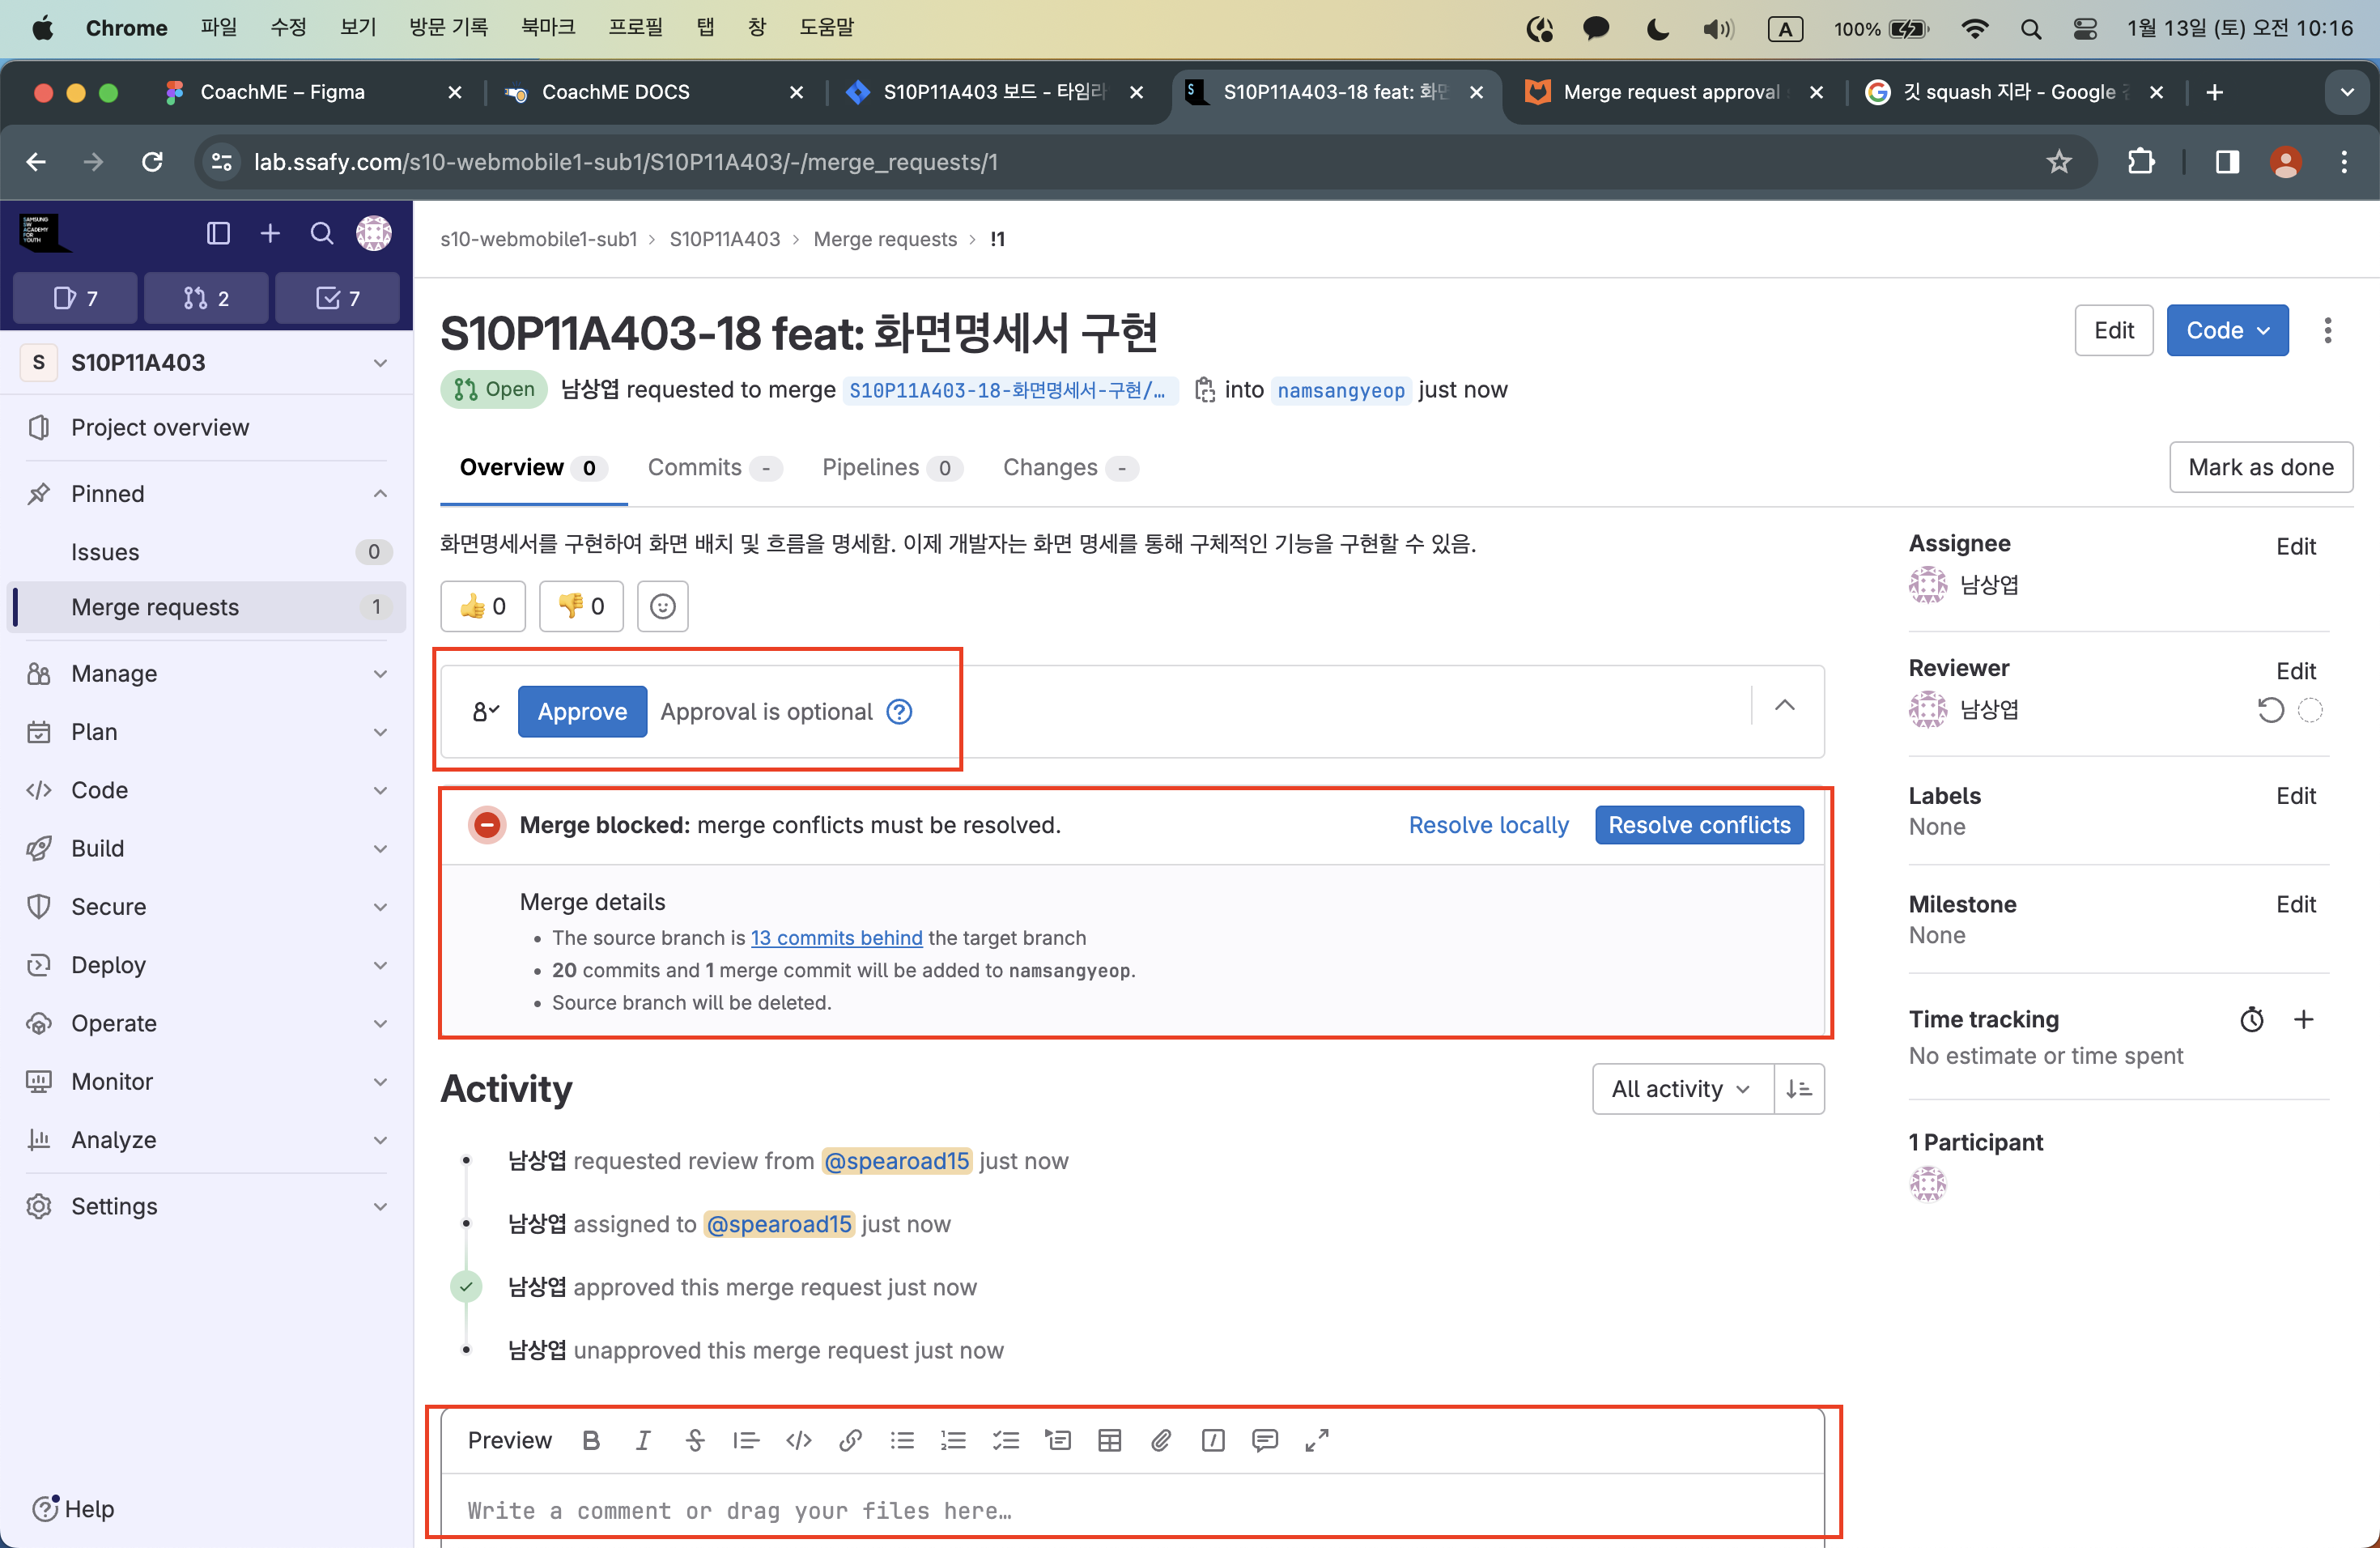 Chrome 파일 수정 보기 방문 기록 북마크 프로필 탭 창 도움말 A 100% 1월 13일 (토) 오전 10:16
CoachME – Figma CoachME DOCS S10P11A403 보드 - 타임라 S10P11A403-18 feat: 화면 Merge request approval 깃 squash 지라 - Google
lab.ssafy.com/s10-webmobile1-sub1/S10P11A403/-/merge_requests/1
SAMSUNG
SW
ACADEMY
FOR
YOUTH
7 2 7
S S10P11A403
Project overview
Pinned
Issues 0
Merge requests 1
Manage
Plan
Code
Build
Secure
Deploy
Operate
Monitor
Analyze
Settings
Help
s10-webmobile1-sub1 › S10P11A403 › Merge requests › !1
S10P11A403-18 feat: 화면명세서 구현
Edit Code
Open 남상엽 requested to merge S10P11A403-18-화면명세서-구현/… into namsangyeop just now
Overview 0 Commits - Pipelines 0 Changes -
Mark as done
화면명세서를 구현하여 화면 배치 및 흐름을 명세함. 이제 개발자는 화면 명세를 통해 구체적인 기능을 구현할 수 있음.
👍 0 👎 0
Approve Approval is optional
Merge blocked: merge conflicts must be resolved. Resolve locally Resolve conflicts
Merge details
• The source branch is 13 commits behind the target branch
• 20 commits and 1 merge commit will be added to namsangyeop.
• Source branch will be deleted.
Activity
All activity
남상엽 requested review from @spearoad15 just now
남상엽 assigned to @spearoad15 just now
남상엽 approved this merge request just now
남상엽 unapproved this merge request just now
Preview
Write a comment or drag your files here…
Assignee Edit
남상엽
Reviewer Edit
남상엽
Labels Edit
None
Milestone Edit
None
Time tracking
No estimate or time spent
1 Participant